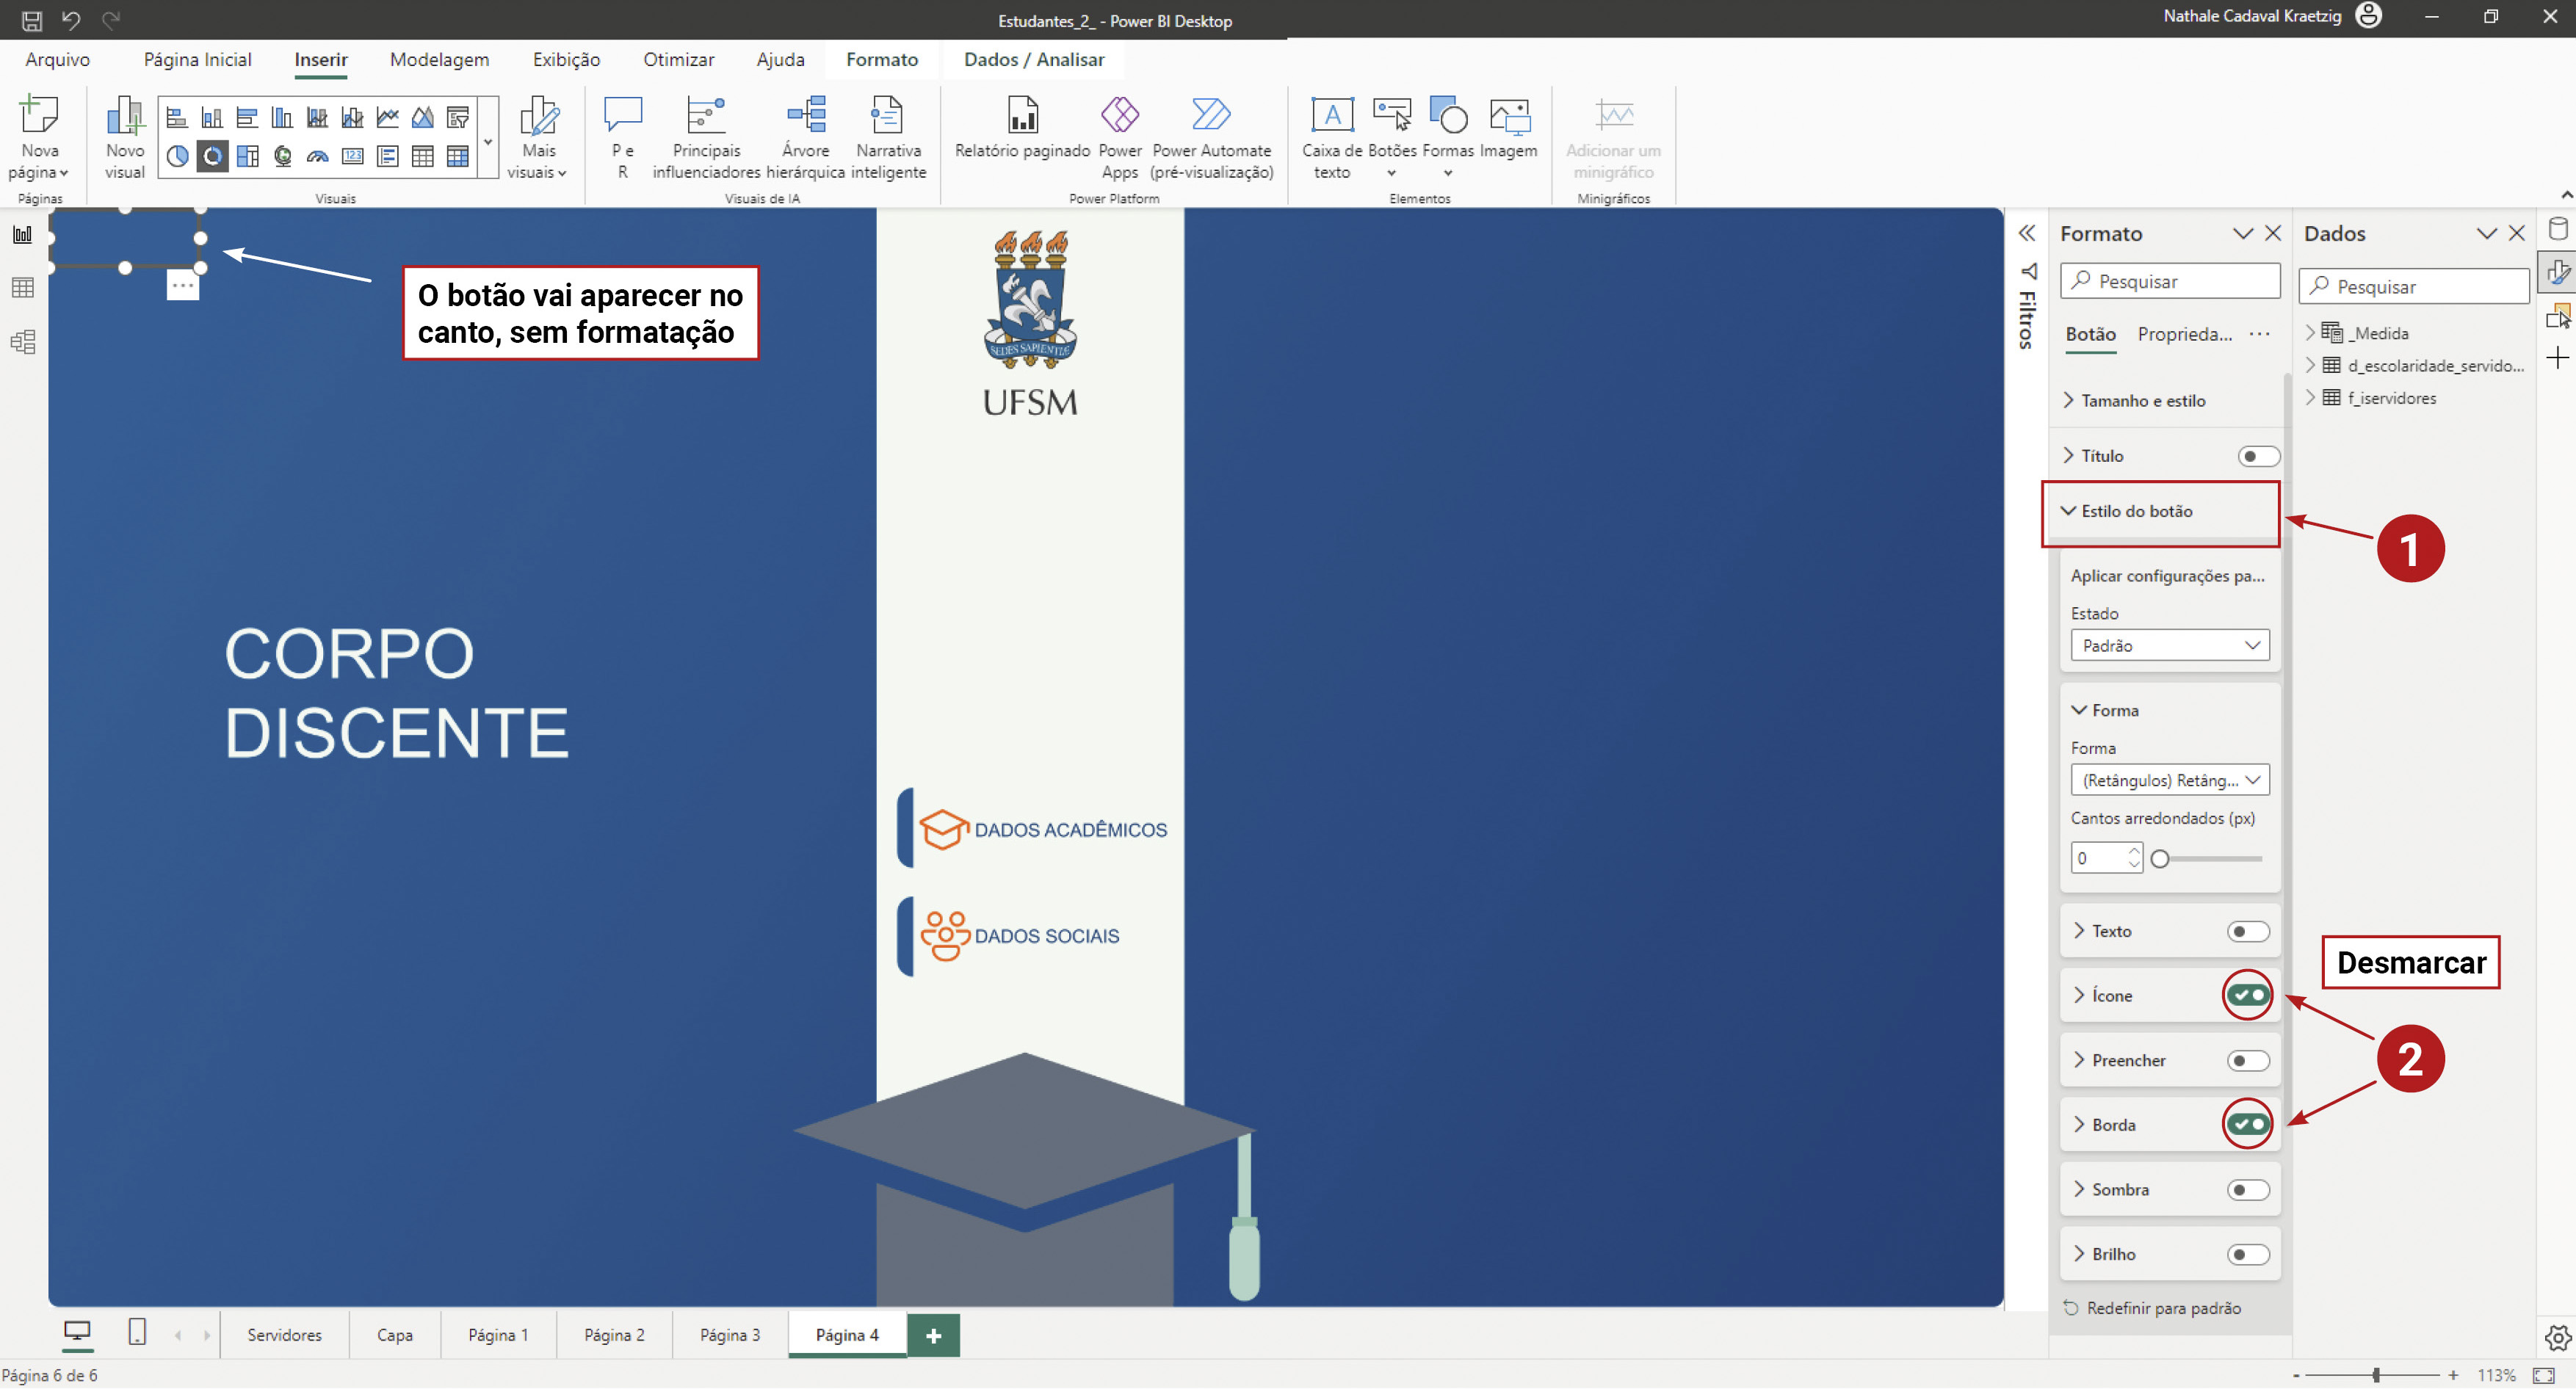 Estudantes_2_ - Power BI Desktop
Nathale Cadaval Kraetzig
Arquivo
Página Inicial
Inserir
Modelagem
Exibição
Otimizar
Ajuda
Formato
Dados / Analisar
Nova
página
Páginas
Novo
visual
123
Mais
visuais
Visuais
P e
R
Principais
influenciadores
Árvore
hierárquica
Narrativa
inteligente
Visuais de IA
Relatório paginado
Power
Apps
Power Automate
(pré-visualização)
Power Platform
A
Caixa de
texto
Botões
Formas
Imagem
Elementos
Adicionar um
minigráfico
Minigráficos
O botão vai aparecer no
canto, sem formatação
SEDES SAPIENTIÆ
UFSM
CORPO
DISCENTE
DADOS ACADÊMICOS
DADOS SOCIAIS
Filtros
Formato
Pesquisar
Botão
Proprieda...
Tamanho e estilo
Título
Estilo do botão
1
Aplicar configurações pa...
Estado
Padrão
Forma
Forma
(Retângulos) Retâng...
Cantos arredondados (px)
0
Texto
Ícone
Preencher
Borda
Sombra
Brilho
Redefinir para padrão
Desmarcar
2
Dados
Pesquisar
_Medida
d_escolaridade_servido...
f_iservidores
Servidores
Capa
Página 1
Página 2
Página 3
Página 4
+
Página 6 de 6
- + 113%